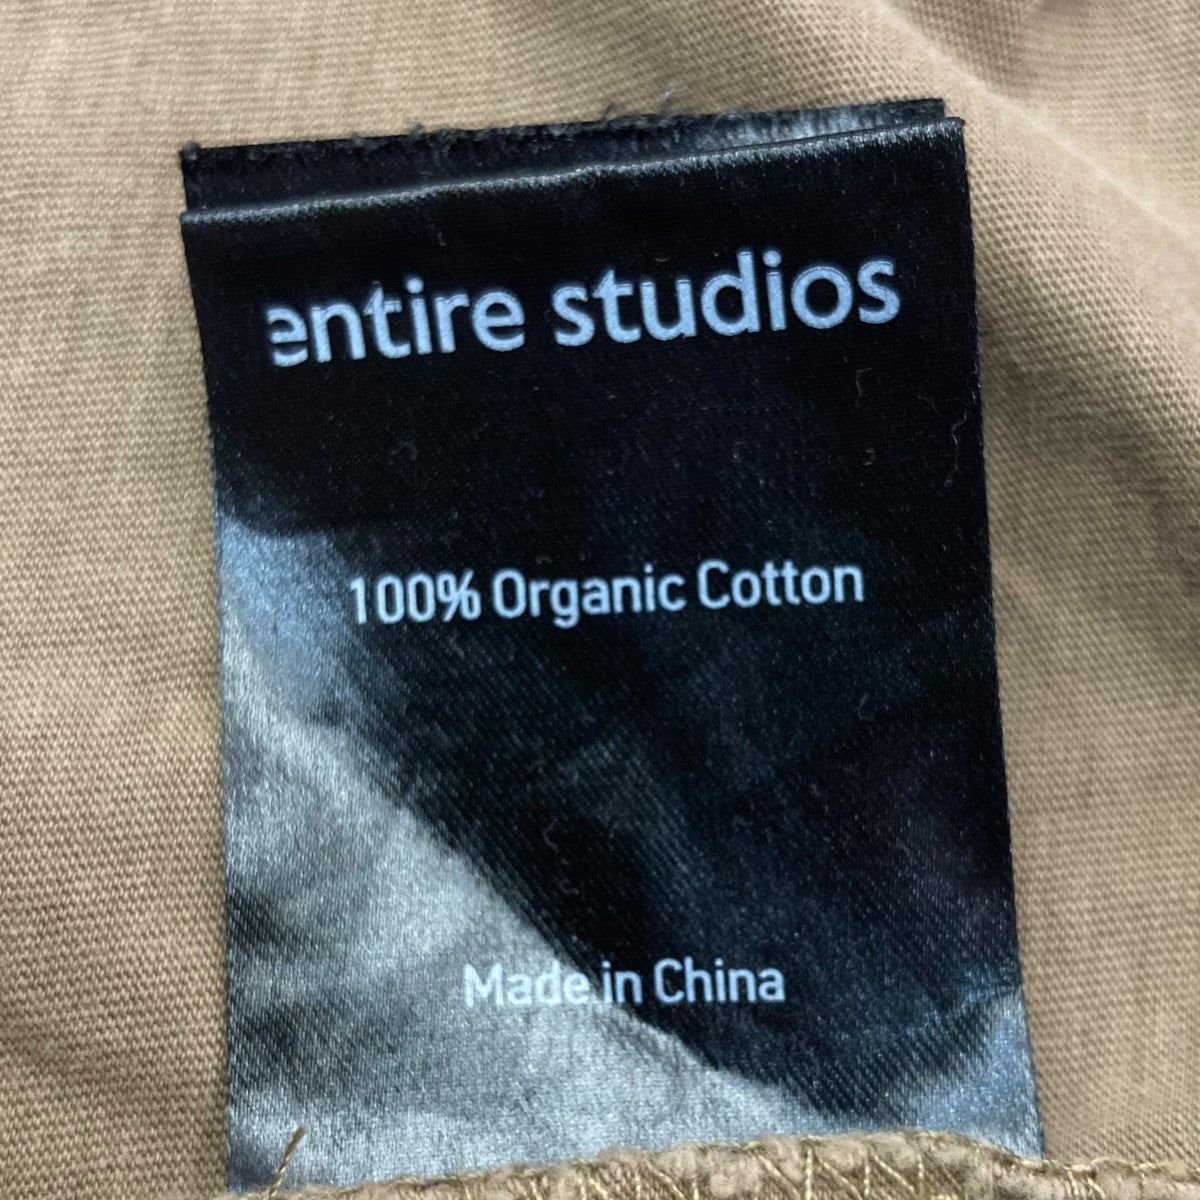 entire studios
100% Organic Cotton
Made in China